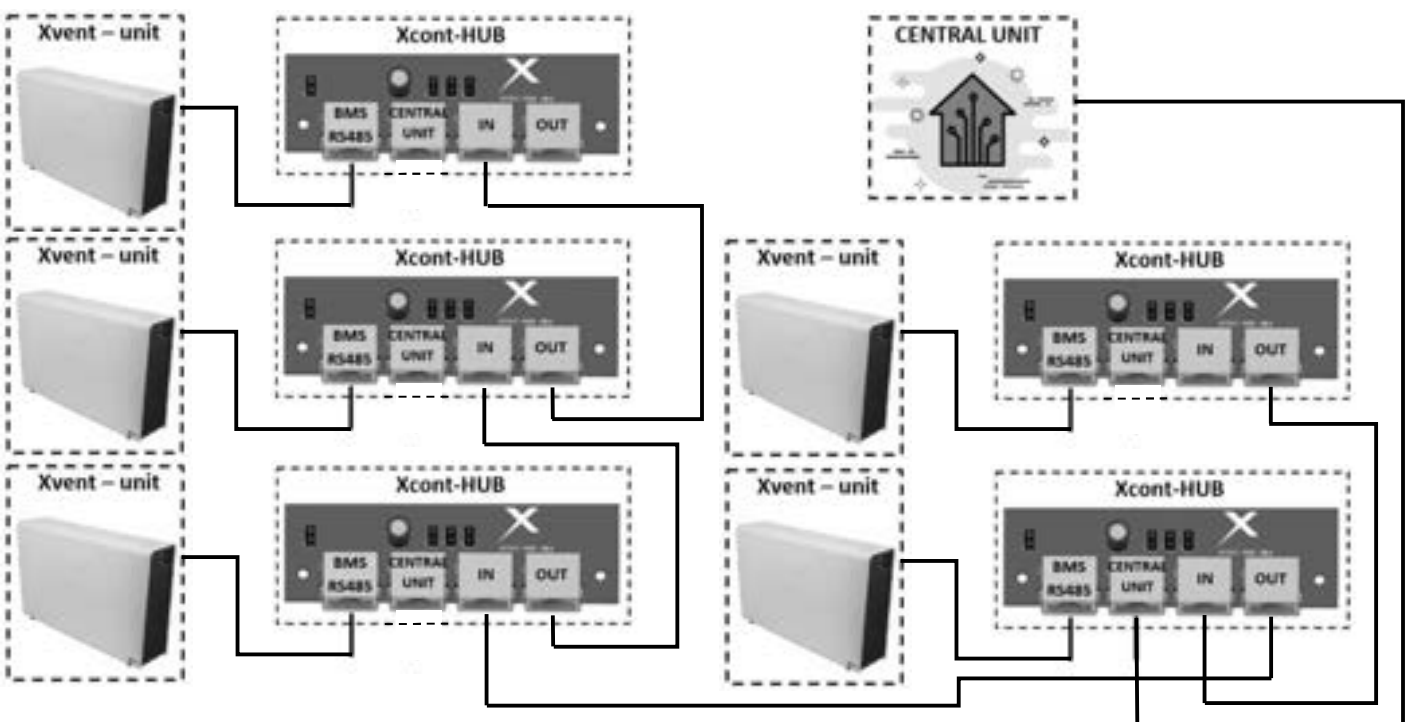 Xvent – unit
Xcont-HUB
BMS
RS485
CENTRAL
UNIT
IN
OUT
CENTRAL UNIT
Xvent – unit
Xcont-HUB
BMS
RS485
CENTRAL
UNIT
IN
OUT
Xvent – unit
Xcont-HUB
BMS
RS485
CENTRAL
UNIT
IN
OUT
Xvent – unit
Xcont-HUB
BMS
RS485
CENTRAL
UNIT
IN
OUT
Xvent – unit
Xcont-HUB
BMS
RS485
CENTRAL
UNIT
IN
OUT